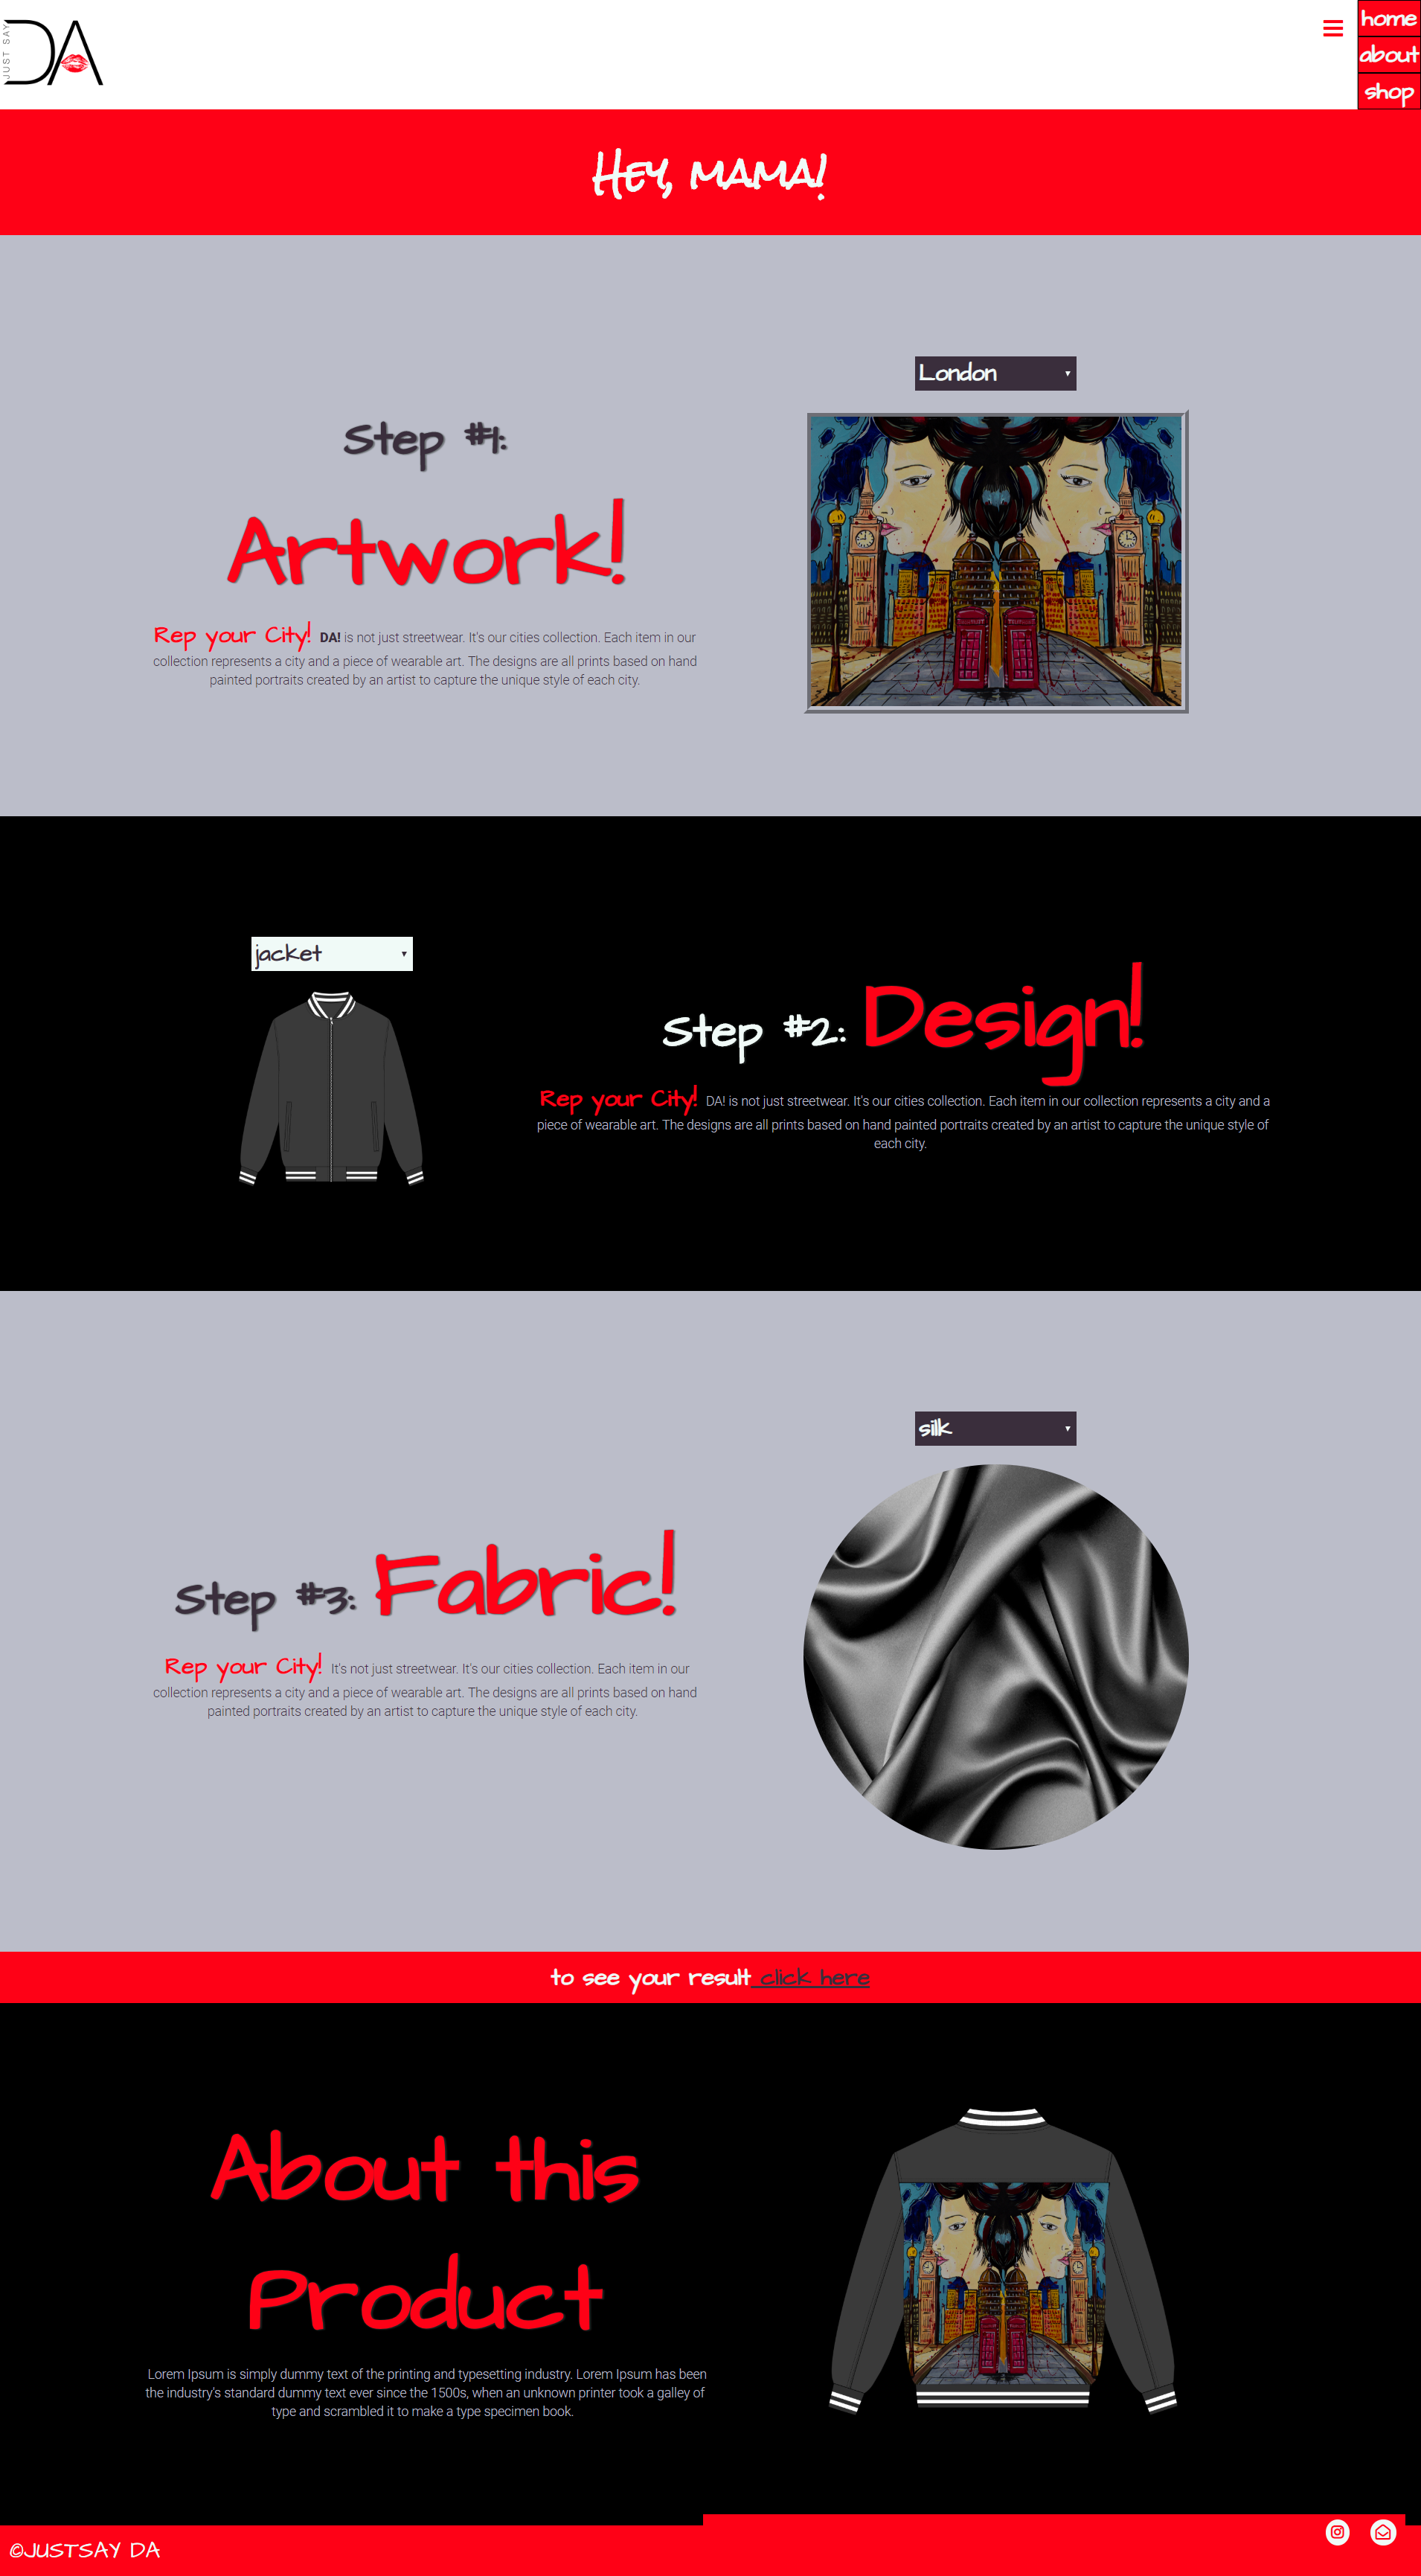 JUST SAY
DA
home
about
shop
Hey, mama!
London
Step #1:
Artwork!
Rep your City! DA! is not just streetwear. It's our cities collection. Each item in our
collection represents a city and a piece of wearable art. The designs are all prints based on hand
painted portraits created by an artist to capture the unique style of each city.
jacket
Step #2: Design!
Rep your City! DA! is not just streetwear. It's our cities collection. Each item in our collection represents a city and a
piece of wearable art. The designs are all prints based on hand painted portraits created by an artist to capture the unique style of
each city.
silk
Step #3: Fabric!
Rep your City! It's not just streetwear. It's our cities collection. Each item in our
collection represents a city and a piece of wearable art. The designs are all prints based on hand
painted portraits created by an artist to capture the unique style of each city.
to see your result click here
About this
Product
Lorem Ipsum is simply dummy text of the printing and typesetting industry. Lorem Ipsum has been
the industry's standard dummy text ever since the 1500s, when an unknown printer took a galley of
type and scrambled it to make a type specimen book.
©JUSTSAY DA